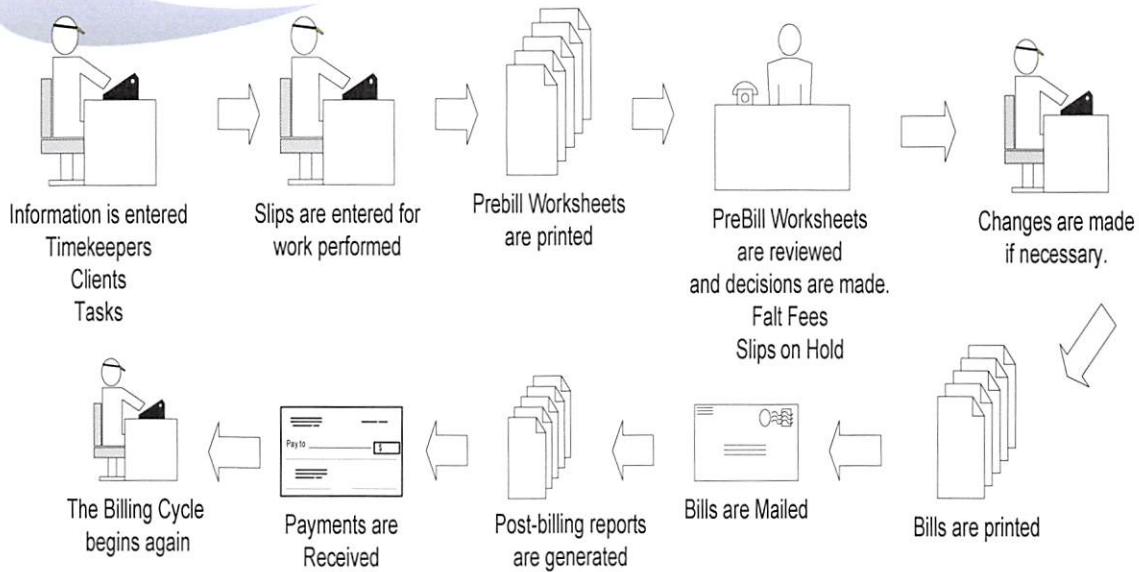 Information is entered
Timekeepers
Clients
Tasks
Slips are entered for
work performed
Prebill Worksheets
are printed
PreBill Worksheets
are reviewed
and decisions are made.
Falt Fees
Slips on Hold
Changes are made
if necessary.
Bills are printed
Bills are Mailed
Post-billing reports
are generated
Pay to
$
Payments are
Received
The Billing Cycle
begins again